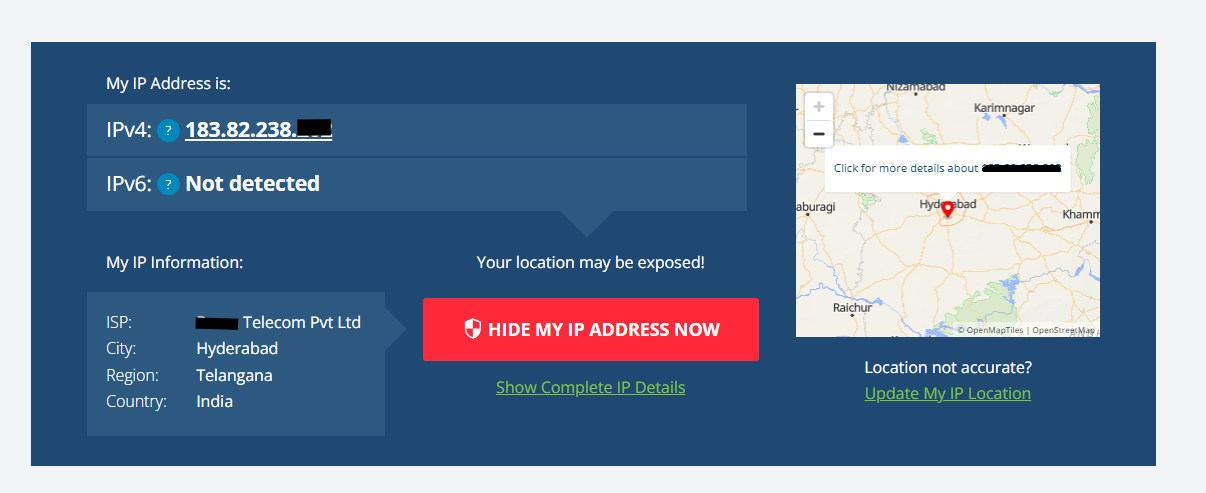 My IP Address is:
IPv4: ? 183.82.238.
IPv6: ? Not detected
My IP Information:
ISP: Telecom Pvt Ltd
City: Hyderabad
Region: Telangana
Country: India
Your location may be exposed!
HIDE MY IP ADDRESS NOW
Show Complete IP Details
+
−
Nizamabad
Karimnagar
Click for more details about
aburagi
Hyderabad
Khamm
Raichur
© OpenMapTiles | OpenStreetMap
Location not accurate?
Update My IP Location